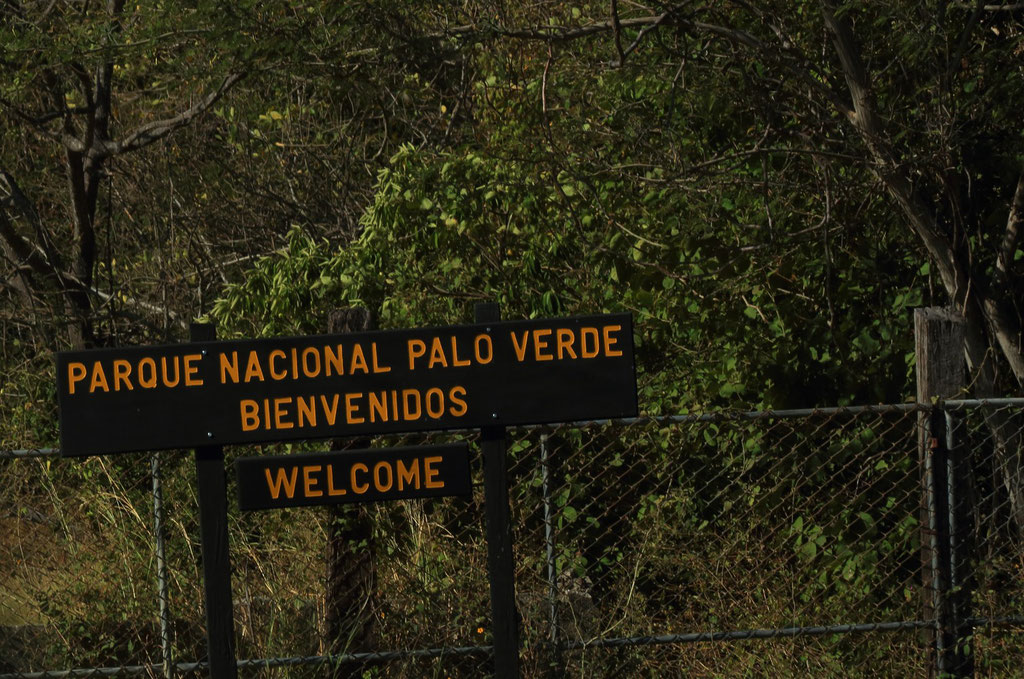 PARQUE NACIONAL PALO VERDE
BIENVENIDOS
WELCOME